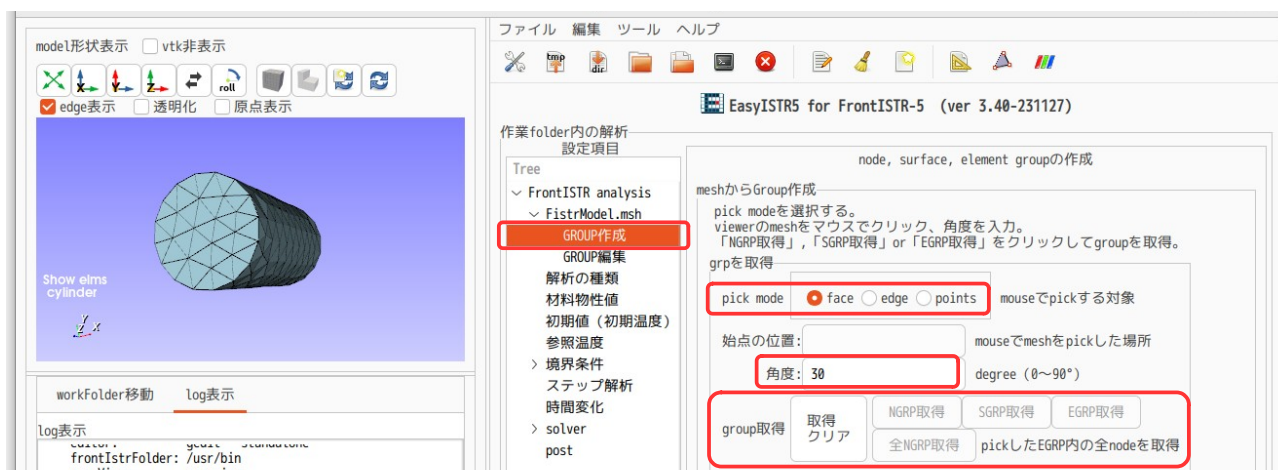 model形状表示 vtk非表示
roll
edge表示 透明化 原点表示
Show elms
cylinder
Z X
workFolder移動 log表示
log表示
frontIstrFolder: /usr/bin
ファイル 編集 ツール ヘルプ
tmp dir
EasyISTR5 for FrontISTR-5 (ver 3.40-231127)
作業folder内の解析
設定項目
Tree
FrontISTR analysis
FistrModel.msh
GROUP作成
GROUP編集
解析の種類
材料物性値
初期値(初期温度)
参照温度
境界条件
ステップ解析
時間変化
solver
post
node, surface, element groupの作成
meshからGroup作成
pick modeを選択する。
viewerのmeshをマウスでクリック、角度を入力。
「NGRP取得」,「SGRP取得」or「EGRP取得」をクリックしてgroupを取得。
grpを取得
pick mode face edge points mouseでpickする対象
始点の位置: mouseでmeshをpickした場所
角度: 30 degree (0〜90°)
group取得 取得
クリア NGRP取得 SGRP取得 EGRP取得
全NGRP取得 pickしたEGRP内の全nodeを取得